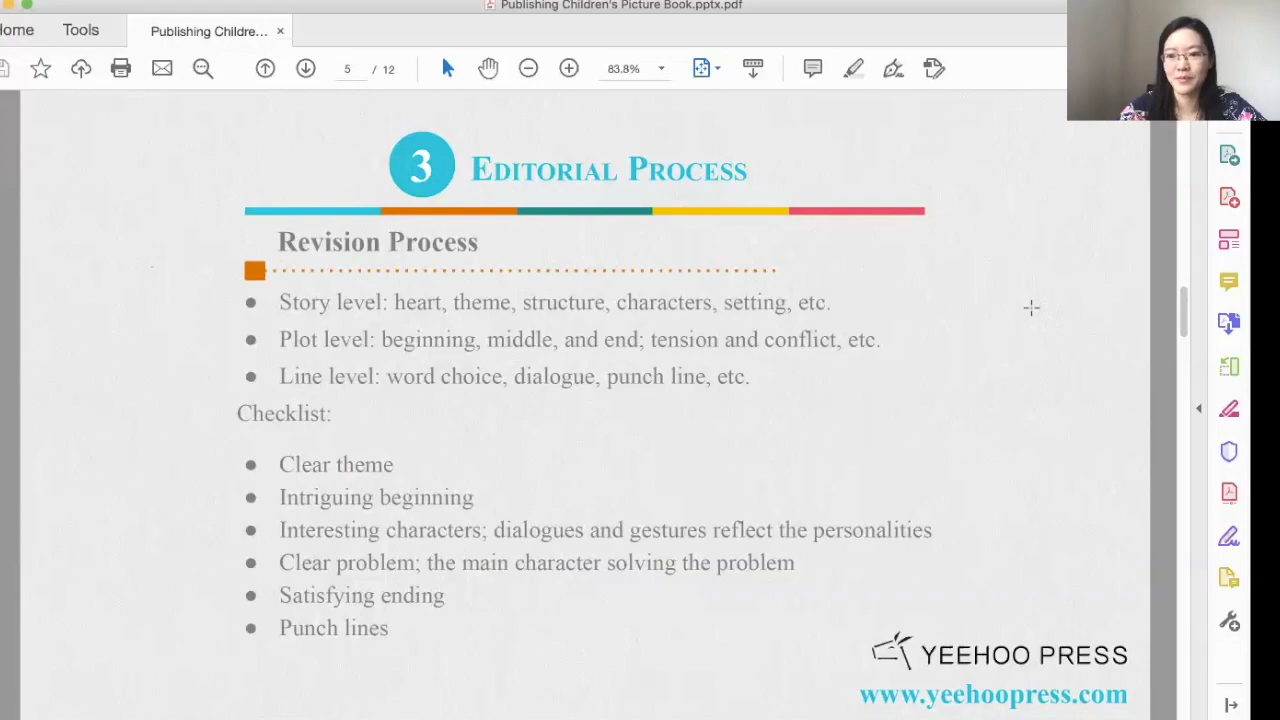 Publishing Children's Picture Book.pptx.pdf
Home Tools Publishing Childre... ×
5 / 12 83.8%
3 EDITORIAL PROCESS
Revision Process
● Story level: heart, theme, structure, characters, setting, etc.
● Plot level: beginning, middle, and end; tension and conflict, etc.
● Line level: word choice, dialogue, punch line, etc.
Checklist:
● Clear theme
● Intriguing beginning
● Interesting characters; dialogues and gestures reflect the personalities
● Clear problem; the main character solving the problem
● Satisfying ending
● Punch lines
YEEHOO PRESS
www.yeehoopress.com